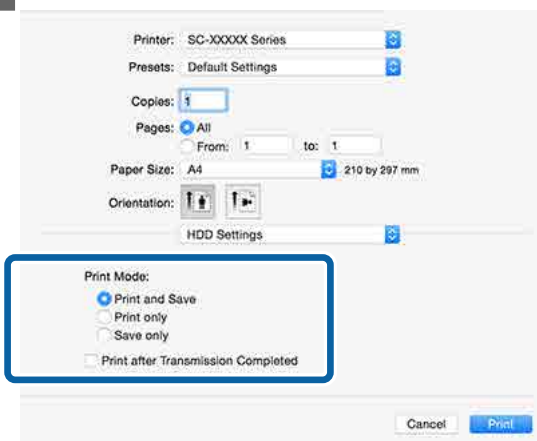 Printer: SC-XXXXX Series
Presets: Default Settings
Copies: 1
Pages: All
From: 1 to: 1
Paper Size: A4 210 by 297 mm
Orientation:
HDD Settings
Print Mode:
Print and Save
Print only
Save only
Print after Transmission Completed
Cancel Print